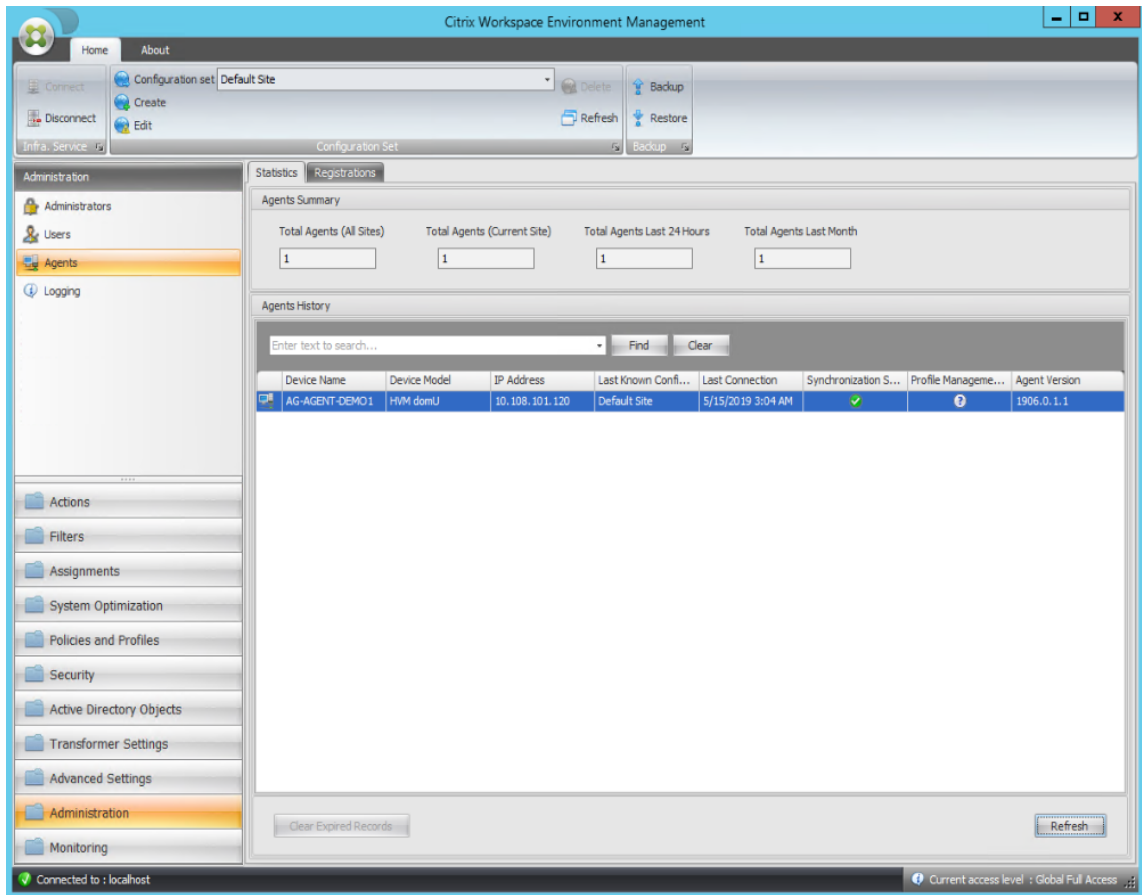 Citrix Workspace Environment Management
Home About
Connect
Configuration set Default Site
Delete
Backup
Create
Disconnect
Refresh
Restore
Edit
Infra. Service
Configuration Set
Backup
Administration
Statistics Registrations
Administrators
Users
Agents
Logging
Agents Summary
Total Agents (All Sites) Total Agents (Current Site) Total Agents Last 24 Hours Total Agents Last Month
1 1 1 1
Agents History
Enter text to search... Find Clear
Device Name Device Model IP Address Last Known Confi... Last Connection Synchronization S... Profile Manageme... Agent Version
AG-AGENT-DEMO1 HVM domU 10.108.101.120 Default Site 5/15/2019 3:04 AM 1906.0.1.1
Actions
Filters
Assignments
System Optimization
Policies and Profiles
Security
Active Directory Objects
Transformer Settings
Advanced Settings
Administration
Monitoring
Clear Expired Records
Refresh
Connected to : localhost
Current access level : Global Full Access